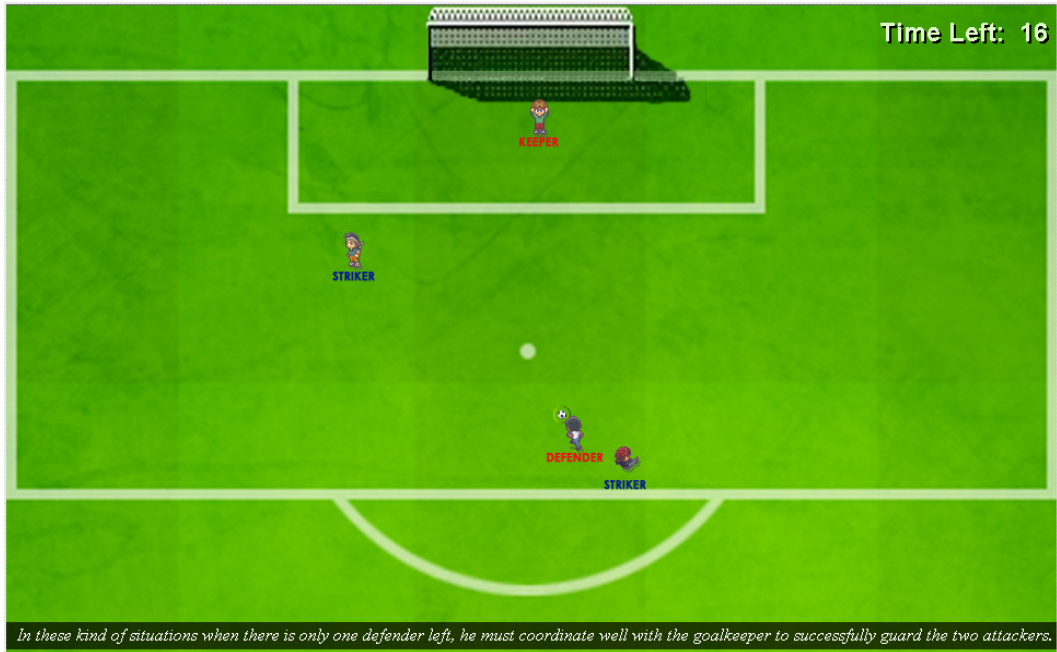 Time Left: 16
KEEPER
STRIKER
DEFENDER
STRIKER
In these kind of situations when there is only one defender left, he must coordinate well with the goalkeeper to successfully guard the two attackers.